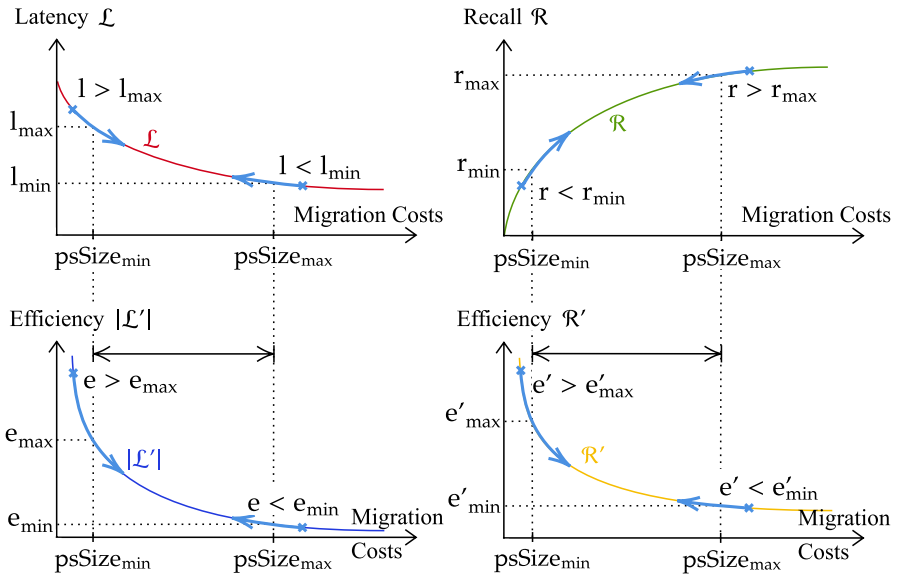 Latency ℒ
l > lmax
lmax
ℒ
lmin
l < lmin
Migration Costs
psSizemin
psSizemax
Recall ℛ
rmax
r > rmax
ℛ
rmin
r < rmin
Migration Costs
psSizemin
psSizemax
Efficiency |ℒ′|
e > emax
emax
|ℒ′|
e < emin
emin
Migration
Costs
psSizemin
psSizemax
Efficiency ℛ′
e′ > e′max
e′max
ℛ′
e′ < e′min
e′min
Migration
Costs
psSizemin
psSizemax